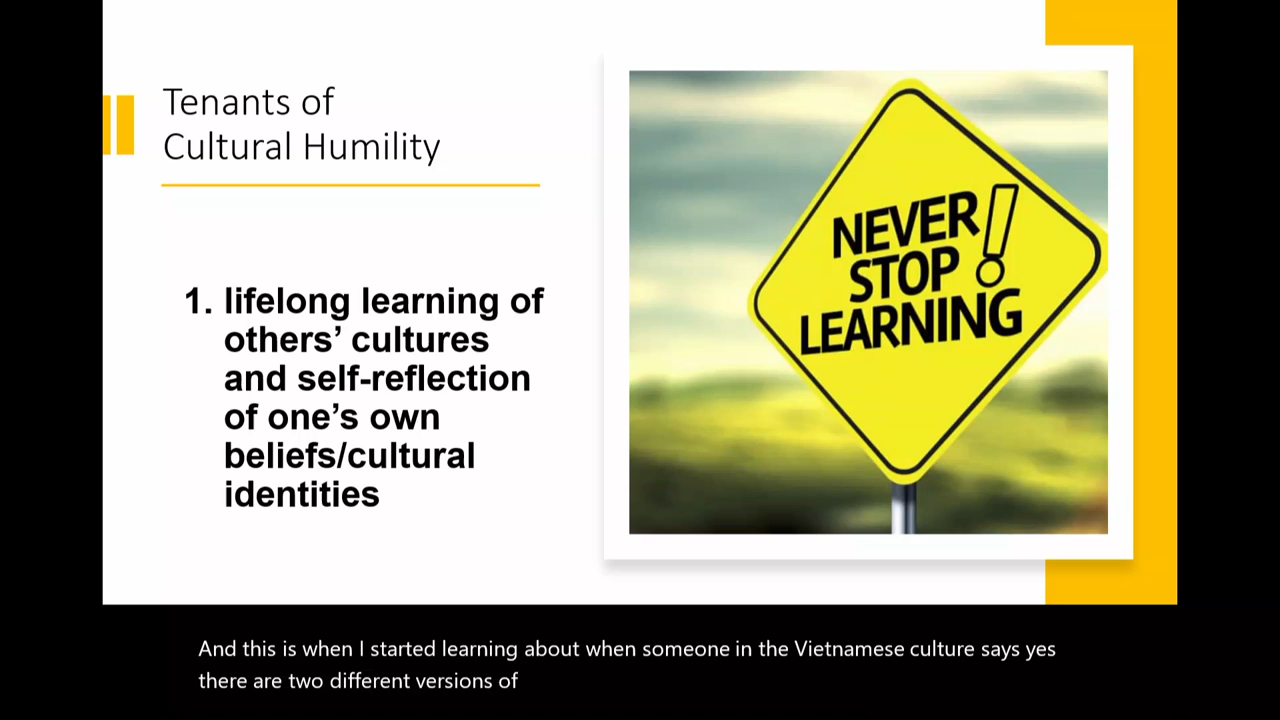 Tenants of
Cultural Humility
1. lifelong learning of
others’ cultures
and self-reflection
of one’s own
beliefs/cultural
identities
NEVER
STOP
LEARNING!
And this is when I started learning about when someone in the Vietnamese culture says yes
there are two different versions of